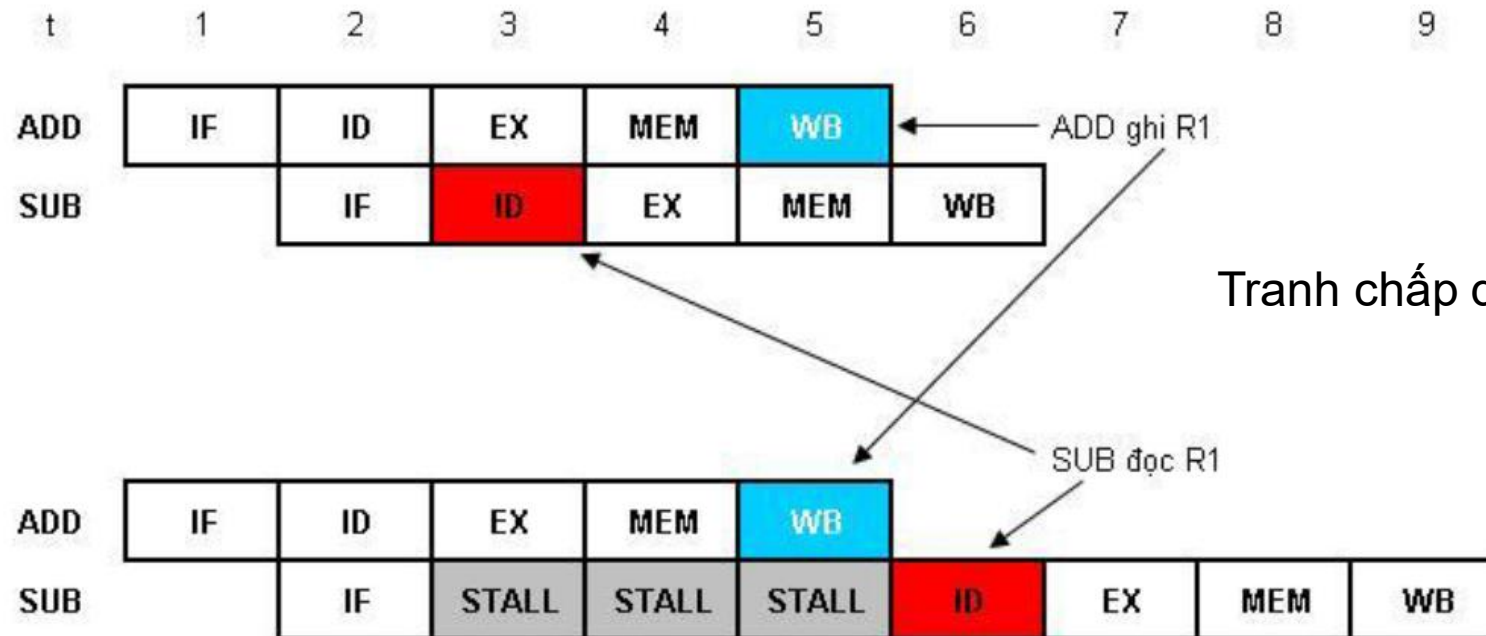 t 1 2 3 4 5 6 7 8 9
ADD IF ID EX MEM WB ADD ghi R1
SUB IF ID EX MEM WB
Tranh chấp
SUB đọc R1
ADD IF ID EX MEM WB
SUB IF STALL STALL STALL ID EX MEM WB